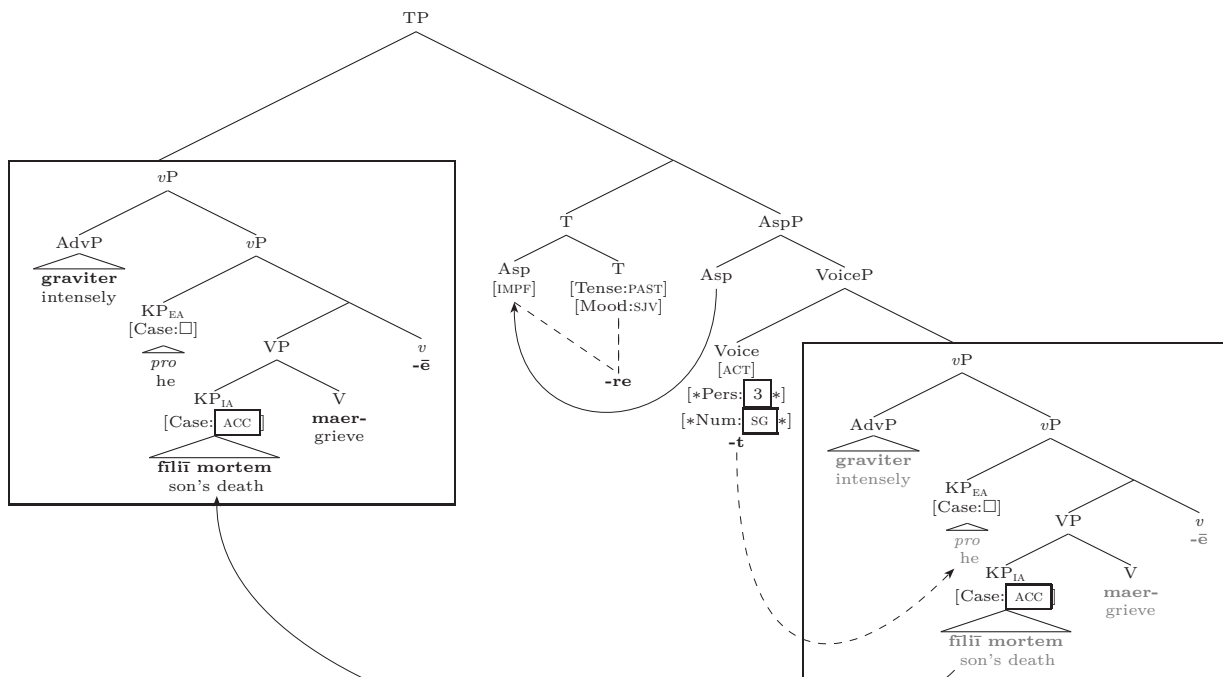 TP
vP
AdvP
graviter
intensely
vP
KP_EA
[Case:□]
pro
he
VP
v
-ē
KP_IA
[Case: ACC ]
fīliī mortem
son's death
V
maer-
grieve
T
Asp
[IMPF]
T
[Tense:PAST]
[Mood:SJV]
-re
AspP
Asp
VoiceP
Voice
[ACT]
[∗Pers: 3 ∗]
[∗Num: SG ∗]
-t
vP
AdvP
graviter
intensely
vP
KP_EA
[Case:□]
pro
he
VP
v
-ē
KP_IA
[Case: ACC ]
fīliī mortem
son's death
V
maer-
grieve